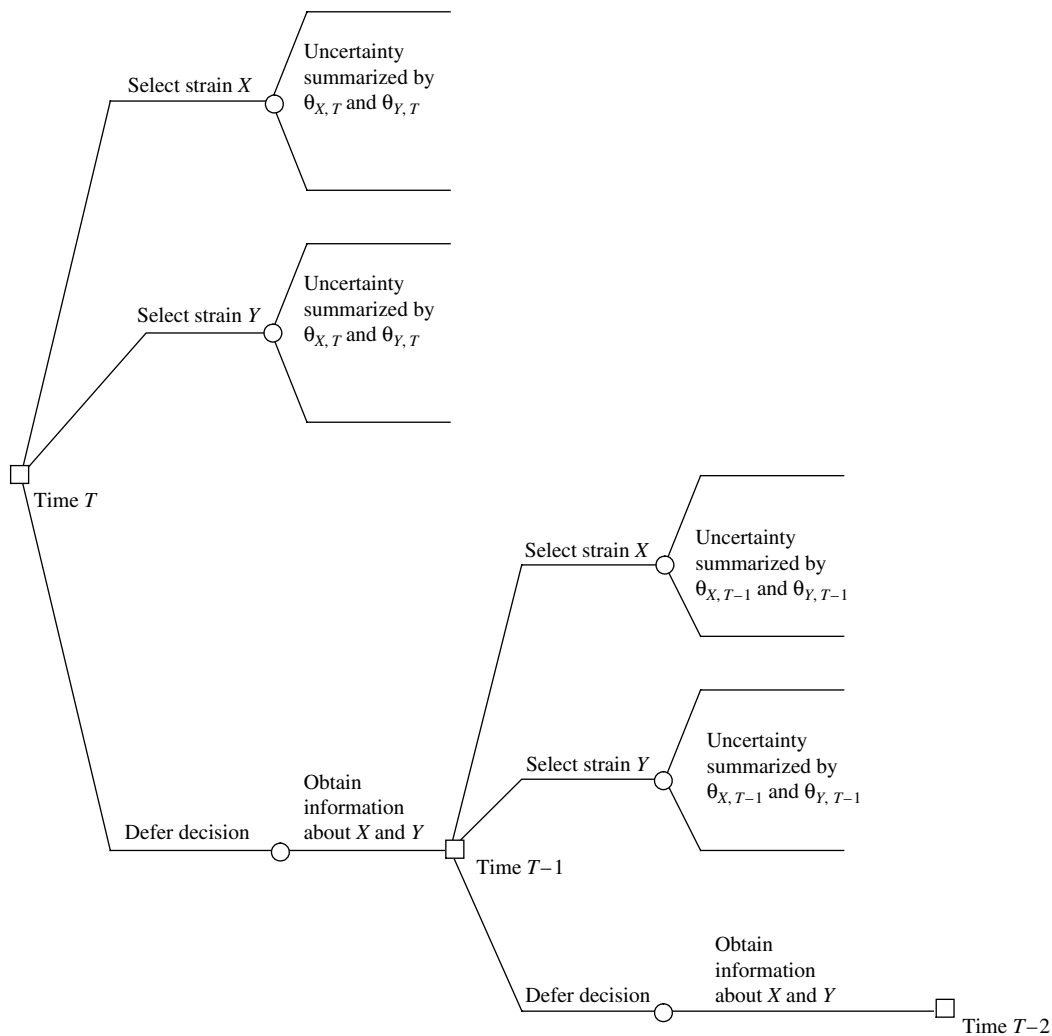 Select strain X
Uncertainty
summarized by
θX, T and θY, T
Select strain Y
Uncertainty
summarized by
θX, T and θY, T
Time T
Select strain X
Uncertainty
summarized by
θX, T−1 and θY, T−1
Select strain Y
Uncertainty
summarized by
θX, T−1 and θY, T−1
Defer decision
Obtain
information
about X and Y
Time T−1
Defer decision
Obtain
information
about X and Y
Time T−2